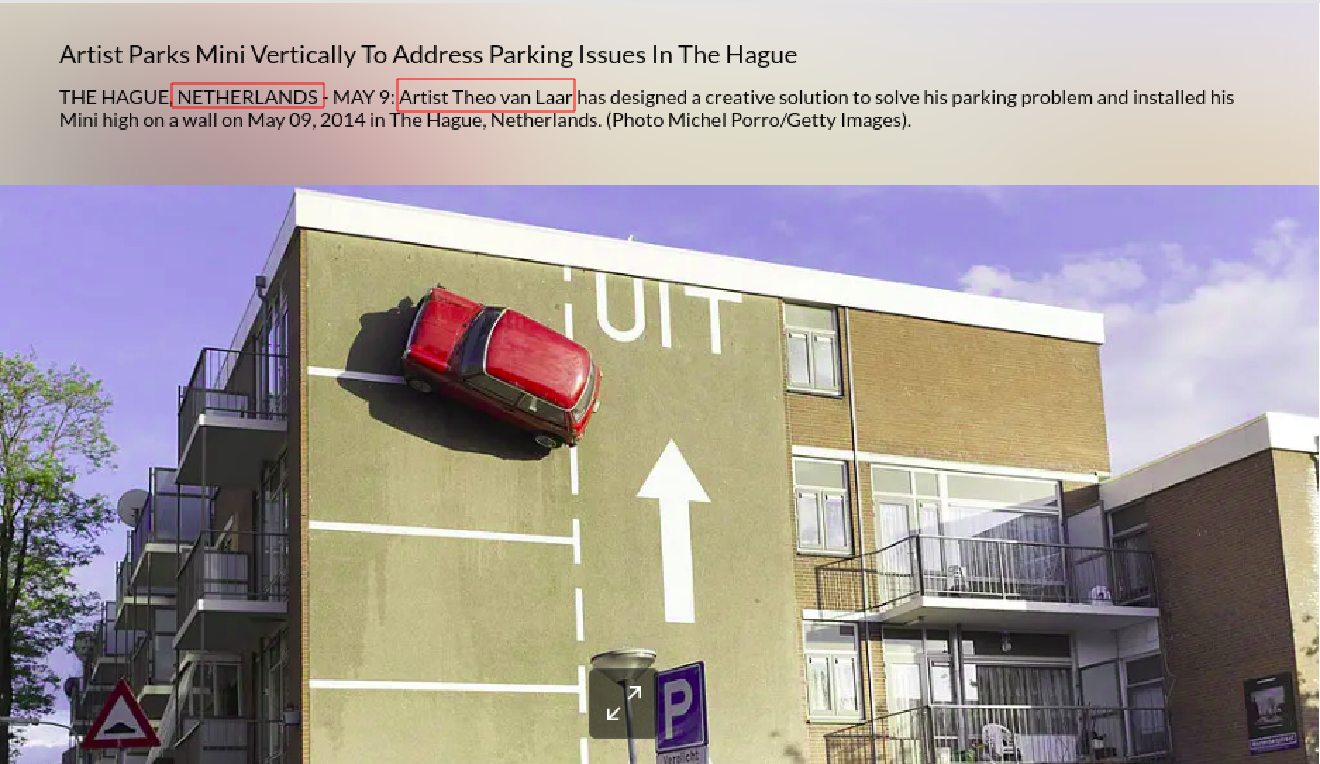 Artist Parks Mini Vertically To Address Parking Issues In The Hague
THE HAGUE, NETHERLANDS - MAY 9: Artist Theo van Laar has designed a creative solution to solve his parking problem and installed his
Mini high on a wall on May 09, 2014 in The Hague, Netherlands. (Photo Michel Porro/Getty Images).
UIT
P
Verplicht